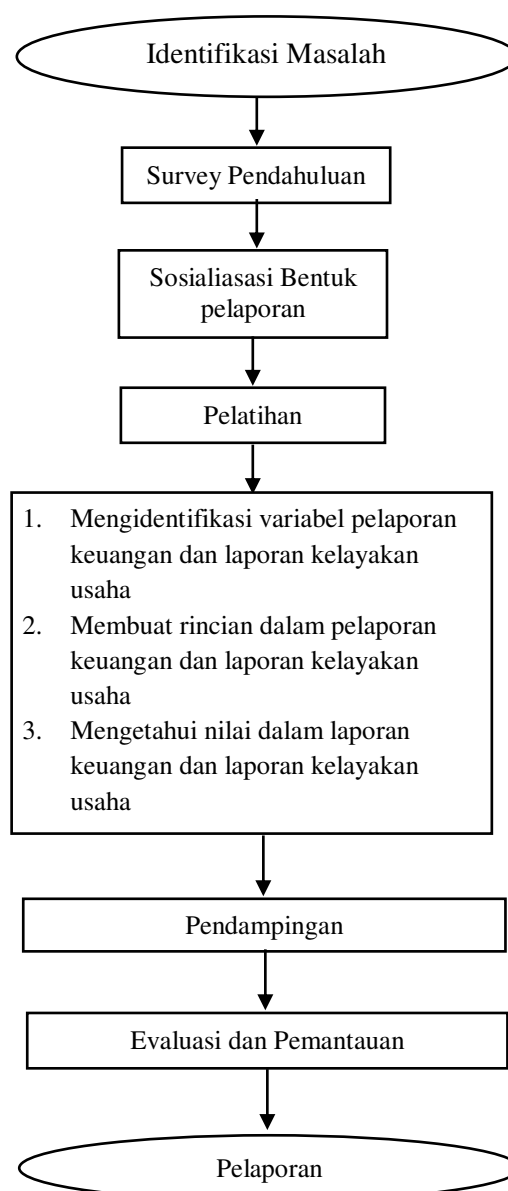 Identifikasi Masalah
Survey Pendahuluan
Sosialiasasi Bentuk
pelaporan
Pelatihan
1. Mengidentifikasi variabel pelaporan
keuangan dan laporan kelayakan
usaha
2. Membuat rincian dalam pelaporan
keuangan dan laporan kelayakan
usaha
3. Mengetahui nilai dalam laporan
keuangan dan laporan kelayakan
usaha
Pendampingan
Evaluasi dan Pemantauan
Pelaporan